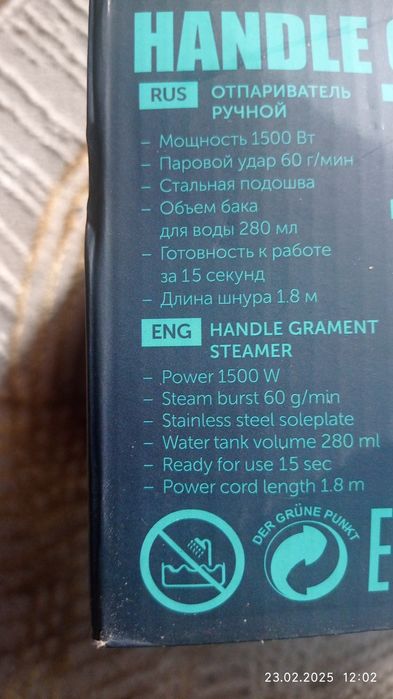 HANDLE
RUS ОТПАРИВАТЕЛЬ
РУЧНОЙ
– Мощность 1500 Вт
– Паровой удар 60 г/мин
– Стальная подошва
– Объем бака
для воды 280 мл
– Готовность к работе
за 15 секунд
– Длина шнура 1.8 м
ENG HANDLE GRAMENT
STEAMER
– Power 1500 W
– Steam burst 60 g/min
– Stainless steel soleplate
– Water tank volume 280 ml
– Ready for use 15 sec
– Power cord length 1.8 m
DER GRÜNE PUNKT
23.02.2025 12:02